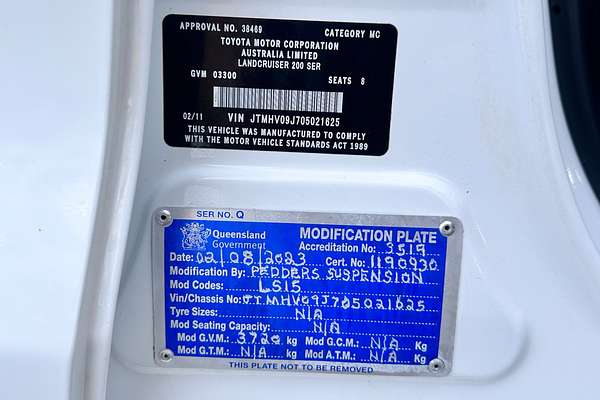 APPROVAL NO. 38469 CATEGORY MC
TOYOTA MOTOR CORPORATION
AUSTRALIA LIMITED
LANDCRUISER 200 SER
GVM 03300 SEATS 8
02/11 VIN JTMHV09J705021625
THIS VEHICLE WAS MANUFACTURED TO COMPLY
WITH THE MOTOR VEHICLE STANDARDS ACT 1989
SER NO. Q
Queensland Government MODIFICATION PLATE
Accreditation No. 3519
Date: 02/08/2023 Cert. No: 1190930
Modification By: PEDDERS SUSPENSION
Mod Codes: LS15
Vin/Chassis No: JTMHV09J705021625
Tyre Sizes: N/A
Mod Seating Capacity: N/A
Mod G.V.M: 3720 kg Mod G.C.M: N/A Kg
Mod G.T.M: N/A kg Mod A.T.M: N/A Kg
THIS PLATE NOT TO BE REMOVED